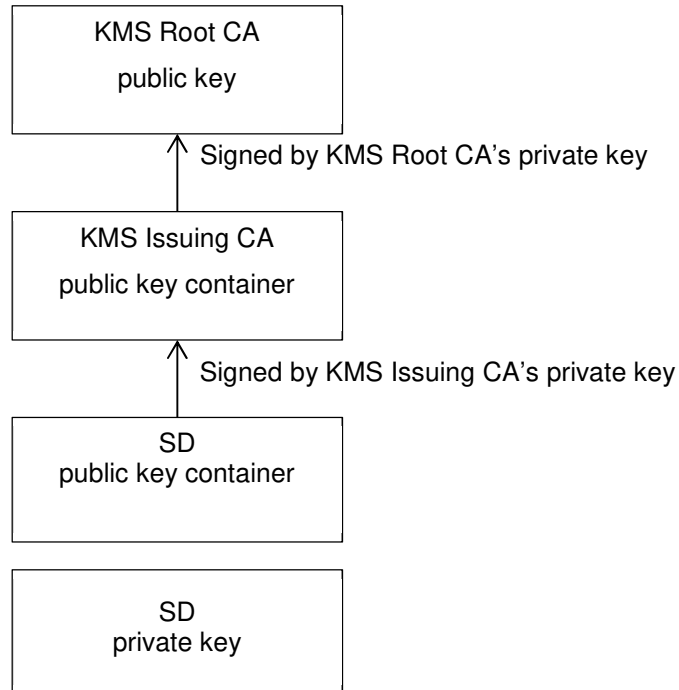 KMS Root CA
public key
Signed by KMS Root CA’s private key
KMS Issuing CA
public key container
Signed by KMS Issuing CA’s private key
SD
public key container
SD
private key